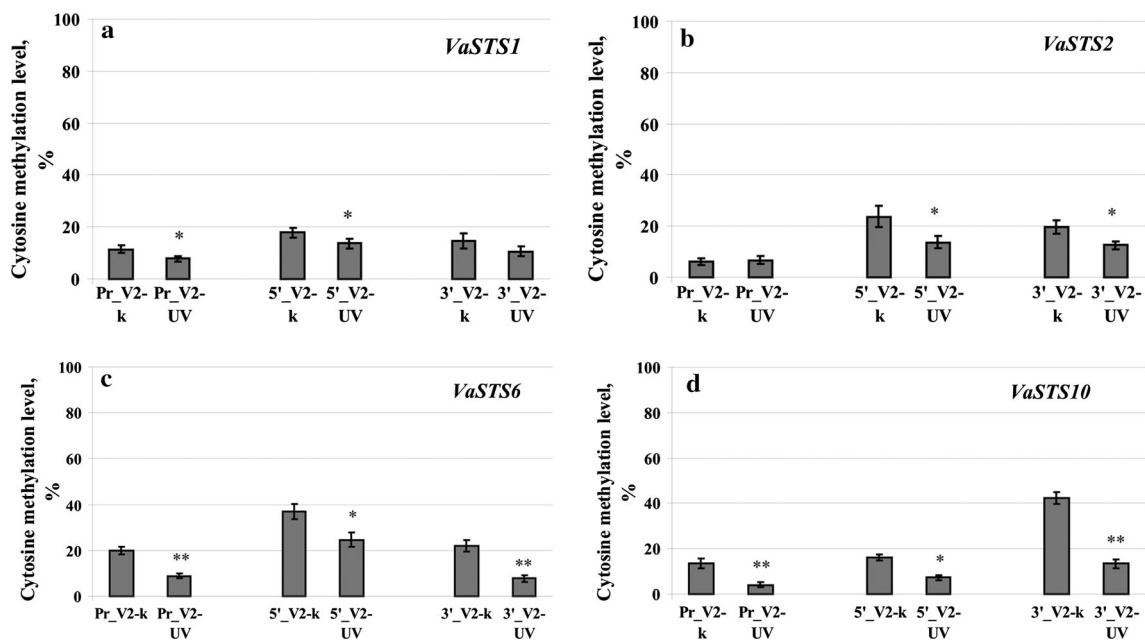 a
VaSTS1
Cytosine methylation level,
%
100
80
60
40
20
0
*
*
Pr_V2-
k
Pr_V2-
UV
5'_V2-
k
5'_V2-
UV
3'_V2-
k
3'_V2-
UV
b
VaSTS2
Cytosine methylation level,
%
100
80
60
40
20
0
*
*
Pr_V2-
k
Pr_V2-
UV
5'_V2-
k
5'_V2-
UV
3'_V2-
k
3'_V2-
UV
c
VaSTS6
Cytosine methylation level,
%
100
80
60
40
20
0
**
*
**
Pr_V2-k
Pr_V2-
UV
5'_V2-k
5'_V2-
UV
3'_V2-k
3'_V2-
UV
d
VaSTS10
Cytosine methylation level,
%
100
80
60
40
20
0
**
*
**
Pr_V2-
k
Pr_V2-
UV
5'_V2-k
5'_V2-
UV
3'_V2-k
3'_V2-
UV